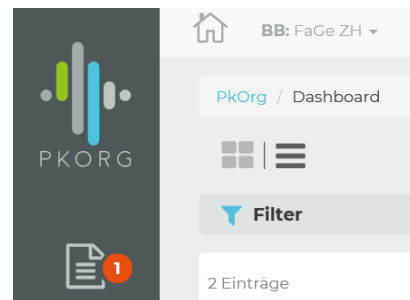 BB: FaGe ZH
PkOrg / Dashboard
PKORG
Filter
1
2 Einträge